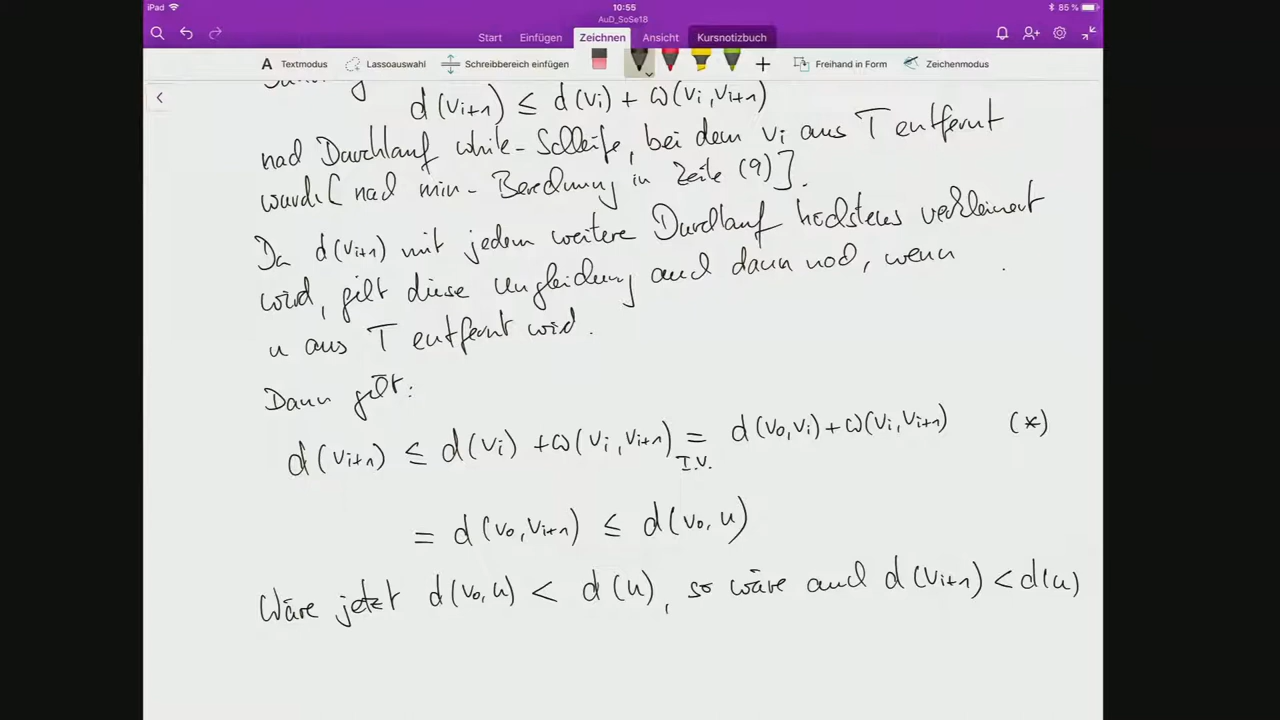 iPad
10:55
85 %
AuD_SoSe18
Start Einfügen Zeichnen Ansicht Kursnotizbuch
Textmodus Lassoauswahl Schreibbereich einfügen Freihand in Form Zeichenmodus
d(vi+1) ≤ d(vi) + ω(vi, vi+1)
nach Durchlauf while-Schleife, bei dem vi aus T entfernt
wurde [nach min-Berechnung in Zeile (9)].
Da d(vi+1) mit jedem weitere Durchlauf höchstens verkleinert
wird, gilt diese Ungleichung auch dann noch, wenn
u aus T entfernt wird.
Dann gilt:
d(vi+1) ≤ d(vi) + ω(vi, vi+1) = d(v0, vi) + ω(vi, vi+1) (*)
I.V.
= d(v0, vi+1) ≤ d(v0, u)
Wäre jetzt d(v0, u) < d(u), so wäre auch d(vi+1) < d(u)